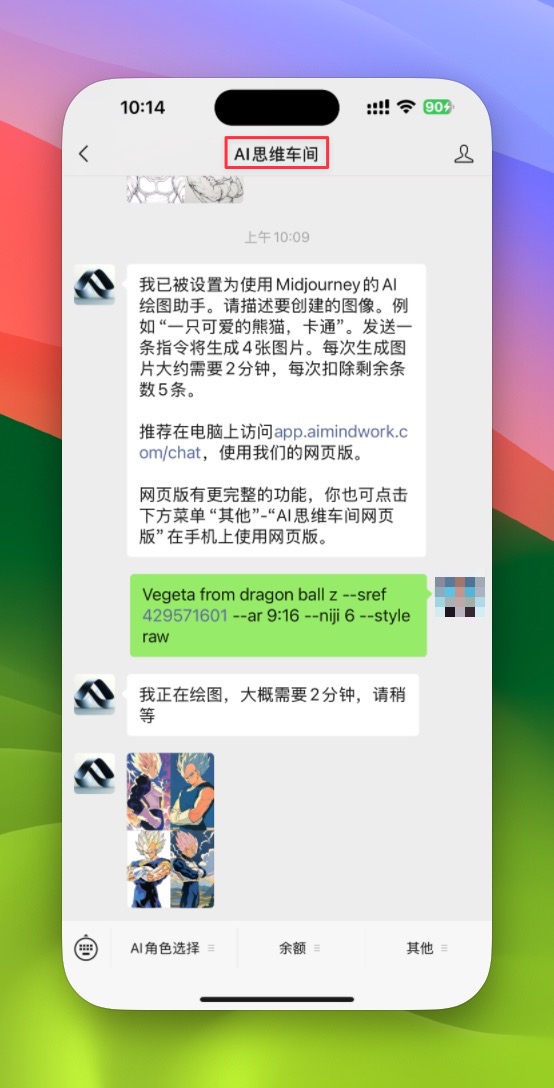 10:14
90
AI思维车间
上午10:09
我已被设置为使用Midjourney的AI
绘图助手。请描述要创建的图像。例
如“一只可爱的熊猫，卡通”。发送一
条指令将生成4张图片。每次生成图
片大约需要2分钟，每次扣除剩余条
数5条。
推荐在电脑上访问app.aimindwork.c
om/chat，使用我们的网页版。
网页版有更完整的功能，你也可点击
下方菜单“其他”-“AI思维车间网页
版”在手机上使用网页版。
Vegeta from dragon ball z --sref
429571601 --ar 9:16 --niji 6 --style
raw
我正在绘图，大概需要2分钟，请稍
等
AI角色选择
余额
其他